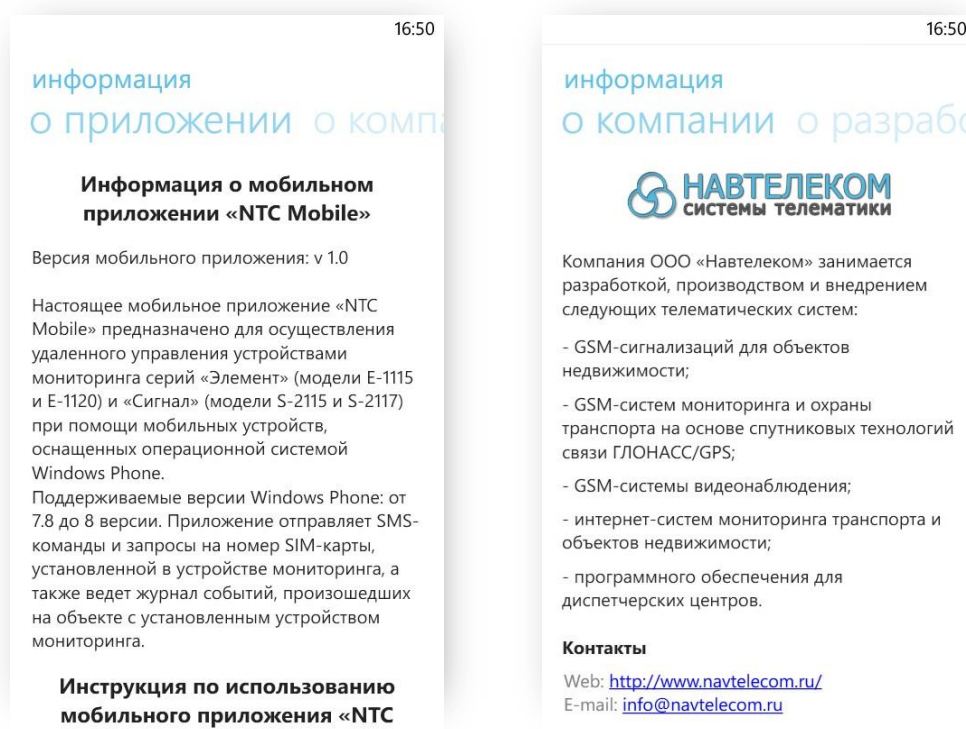 16:50
информация
о приложении о комп
Информация о мобильном
приложении «NTC Mobile»
Версия мобильного приложения: v 1.0
Настоящее мобильное приложение «NTC
Mobile» предназначено для осуществления
удаленного управления устройствами
мониторинга серий «Элемент» (модели E-1115
и E-1120) и «Сигнал» (модели S-2115 и S-2117)
при помощи мобильных устройств,
оснащенных операционной системой
Windows Phone.
Поддерживаемые версии Windows Phone: от
7.8 до 8 версии. Приложение отправляет SMS-
команды и запросы на номер SIM-карты,
установленной в устройстве мониторинга, а
также ведет журнал событий, произошедших
на объекте с установленным устройством
мониторинга.
Инструкция по использованию
мобильного приложения «NTC
16:50
информация
о компании о разрабо
НАВТЕЛЕКОМ
системы телематики
Компания ООО «Навтелеком» занимается
разработкой, производством и внедрением
следующих телематических систем:
- GSM-сигнализаций для объектов
недвижимости;
- GSM-систем мониторинга и охраны
транспорта на основе спутниковых технологий
связи ГЛОНАСС/GPS;
- GSM-системы видеонаблюдения;
- интернет-систем мониторинга транспорта и
объектов недвижимости;
- программного обеспечения для
диспетчерских центров.
Контакты
Web: http://www.navtelecom.ru/
E-mail: info@navtelecom.ru